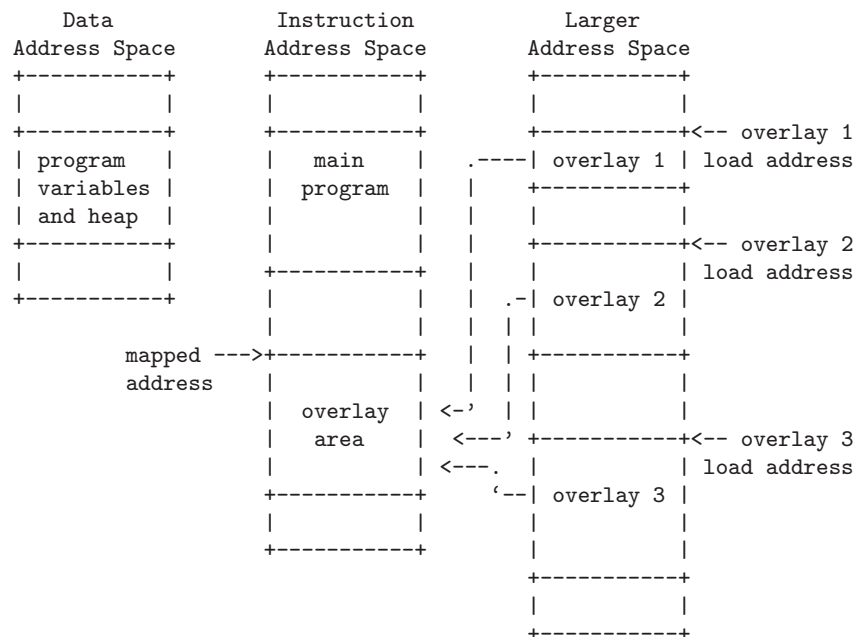 Data             Instruction            Larger
Address Space       Address Space        Address Space
+-----------+       +-----------+        +-----------+
|           |       |           |        |           |
+-----------+       +-----------+        +-----------+<-- overlay 1
| program   |       |   main    |   .----| overlay 1 | load address
| variables |       |  program  |   |    +-----------+
| and heap  |       |           |   |    |           |
+-----------+       |           |   |    +-----------+<-- overlay 2
|           |       +-----------+   |    |           | load address
+-----------+       |           |   |  .-| overlay 2 |
                    |           |   |  | |           |
         mapped --->+-----------+   |  | +-----------+
         address    |           |   |  | |           |
                    |  overlay  | <-'  | |           |
                    |   area    |  <---' +-----------+<-- overlay 3
                    |           | <---.  |           | load address
                    +-----------+     `--| overlay 3 |
                    |           |        |           |
                    +-----------+        |           |
                                         +-----------+
                                         |           |
                                         +-----------+